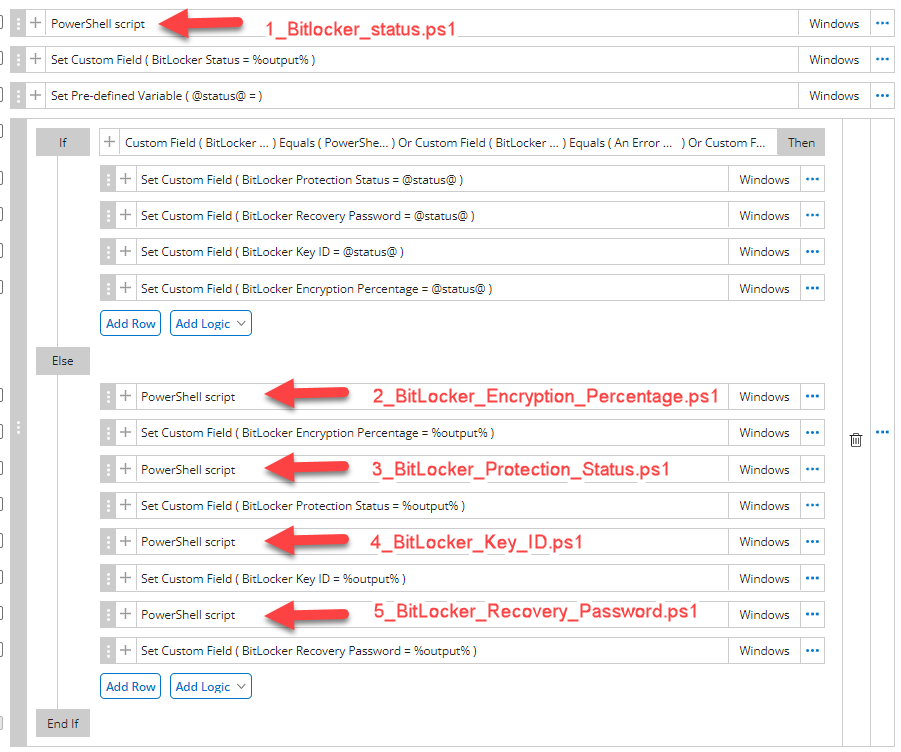 PowerShell script 1_Bitlocker_status.ps1 Windows
Set Custom Field ( BitLocker Status = %output% ) Windows
Set Pre-defined Variable ( @status@ = ) Windows
If Custom Field ( BitLocker ... ) Equals ( PowerShe... ) Or Custom Field ( BitLocker ... ) Equals ( An Error ... ) Or Custom F... Then
Set Custom Field ( BitLocker Protection Status = @status@ ) Windows
Set Custom Field ( BitLocker Recovery Password = @status@ ) Windows
Set Custom Field ( BitLocker Key ID = @status@ ) Windows
Set Custom Field ( BitLocker Encryption Percentage = @status@ ) Windows
Add Row Add Logic
Else
PowerShell script 2_BitLocker_Encryption_Percentage.ps1 Windows
Set Custom Field ( BitLocker Encryption Percentage = %output% ) Windows
PowerShell script 3_BitLocker_Protection_Status.ps1 Windows
Set Custom Field ( BitLocker Protection Status = %output% ) Windows
PowerShell script 4_BitLocker_Key_ID.ps1 Windows
Set Custom Field ( BitLocker Key ID = %output% ) Windows
PowerShell script 5_BitLocker_Recovery_Password.ps1 Windows
Set Custom Field ( BitLocker Recovery Password = %output% ) Windows
Add Row Add Logic
End If